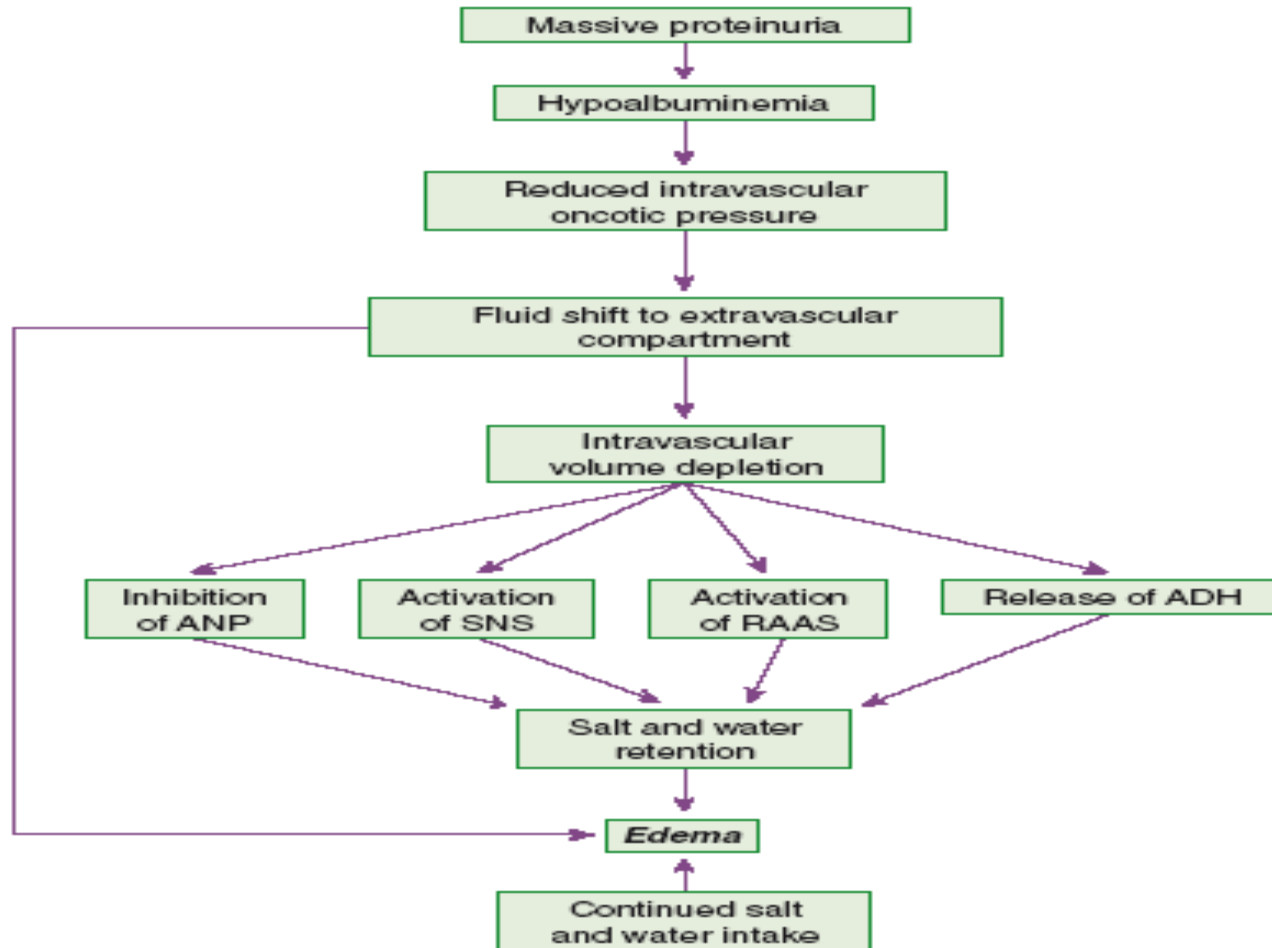 Massive proteinuria
Hypoalbuminemia
Reduced intravascular
oncotic pressure
Fluid shift to extravascular
compartment
Intravascular
volume depletion
Inhibition
of ANP
Activation
of SNS
Activation
of RAAS
Release of ADH
Salt and water
retention
Edema
Continued salt
and water intake